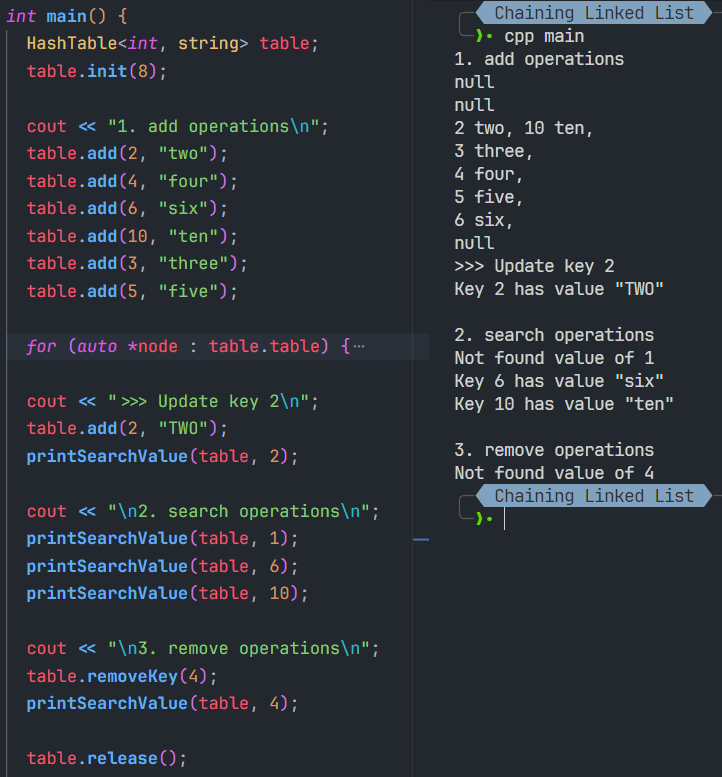 int main() {
  HashTable<int, string> table;
  table.init(8);

  cout << "1. add operations\n";
  table.add(2, "two");
  table.add(4, "four");
  table.add(6, "six");
  table.add(10, "ten");
  table.add(3, "three");
  table.add(5, "five");

  for (auto *node : table.table) {···

  cout << ">>> Update key 2\n";
  table.add(2, "TWO");
  printSearchValue(table, 2);

  cout << "\n2. search operations\n";
  printSearchValue(table, 1);
  printSearchValue(table, 6);
  printSearchValue(table, 10);

  cout << "\n3. remove operations\n";
  table.removeKey(4);
  printSearchValue(table, 4);

  table.release();
Chaining Linked List
❯• cpp main
1. add operations
null
null
2 two, 10 ten,
3 three,
4 four,
5 five,
6 six,
null
>>> Update key 2
Key 2 has value "TWO"

2. search operations
Not found value of 1
Key 6 has value "six"
Key 10 has value "ten"

3. remove operations
Not found value of 4
Chaining Linked List
❯•